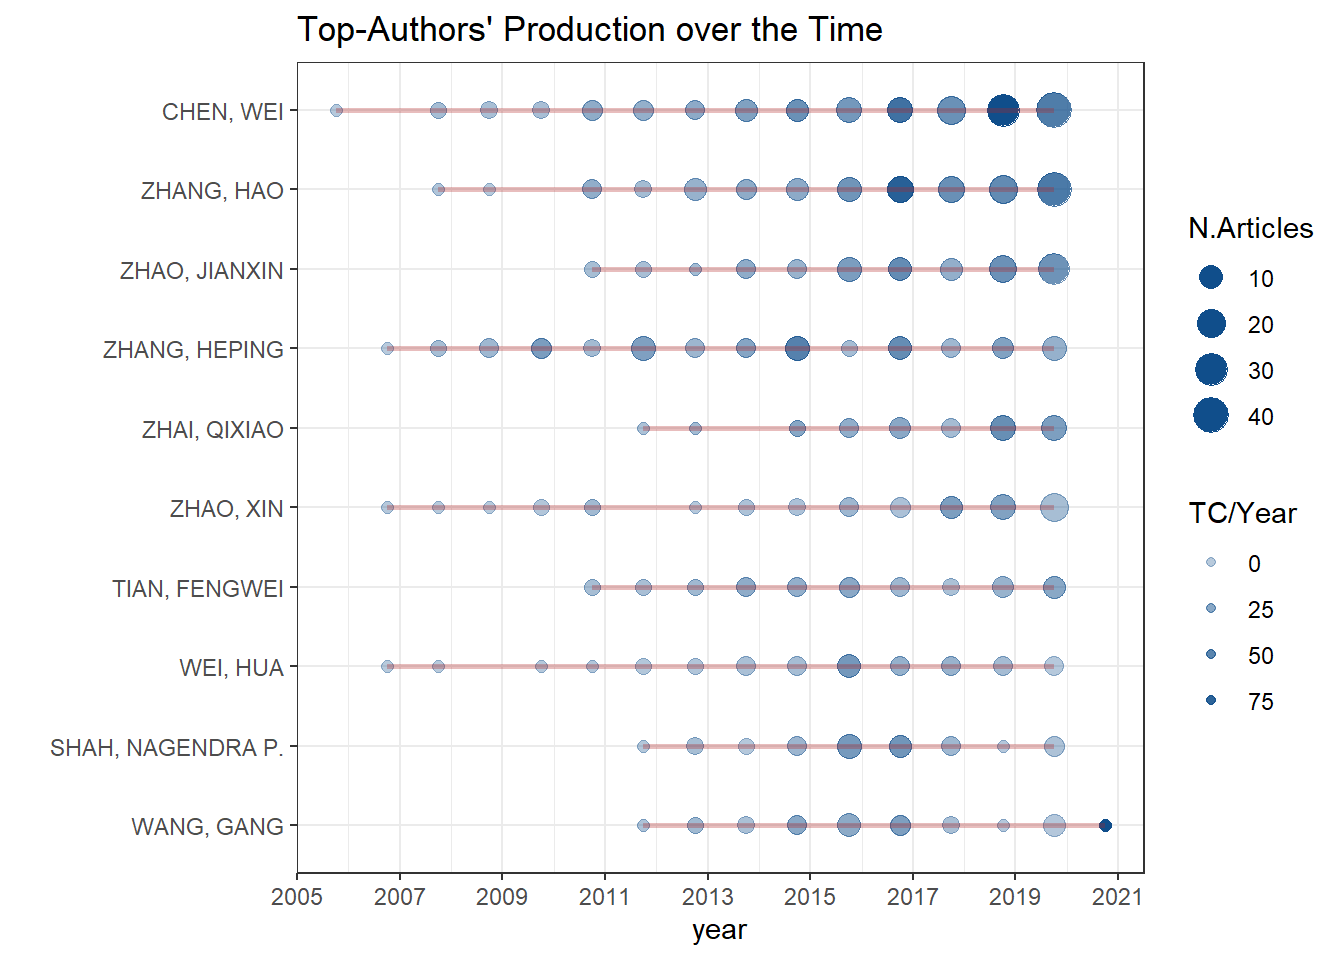 Top-Authors' Production over the Time
CHEN, WEI
ZHANG, HAO
ZHAO, JIANXIN
ZHANG, HEPING
ZHAI, QIXIAO
ZHAO, XIN
TIAN, FENGWEI
WEI, HUA
SHAH, NAGENDRA P.
WANG, GANG
2005 2007 2009 2011 2013 2015 2017 2019 2021
year
N.Articles
10
20
30
40
TC/Year
0
25
50
75